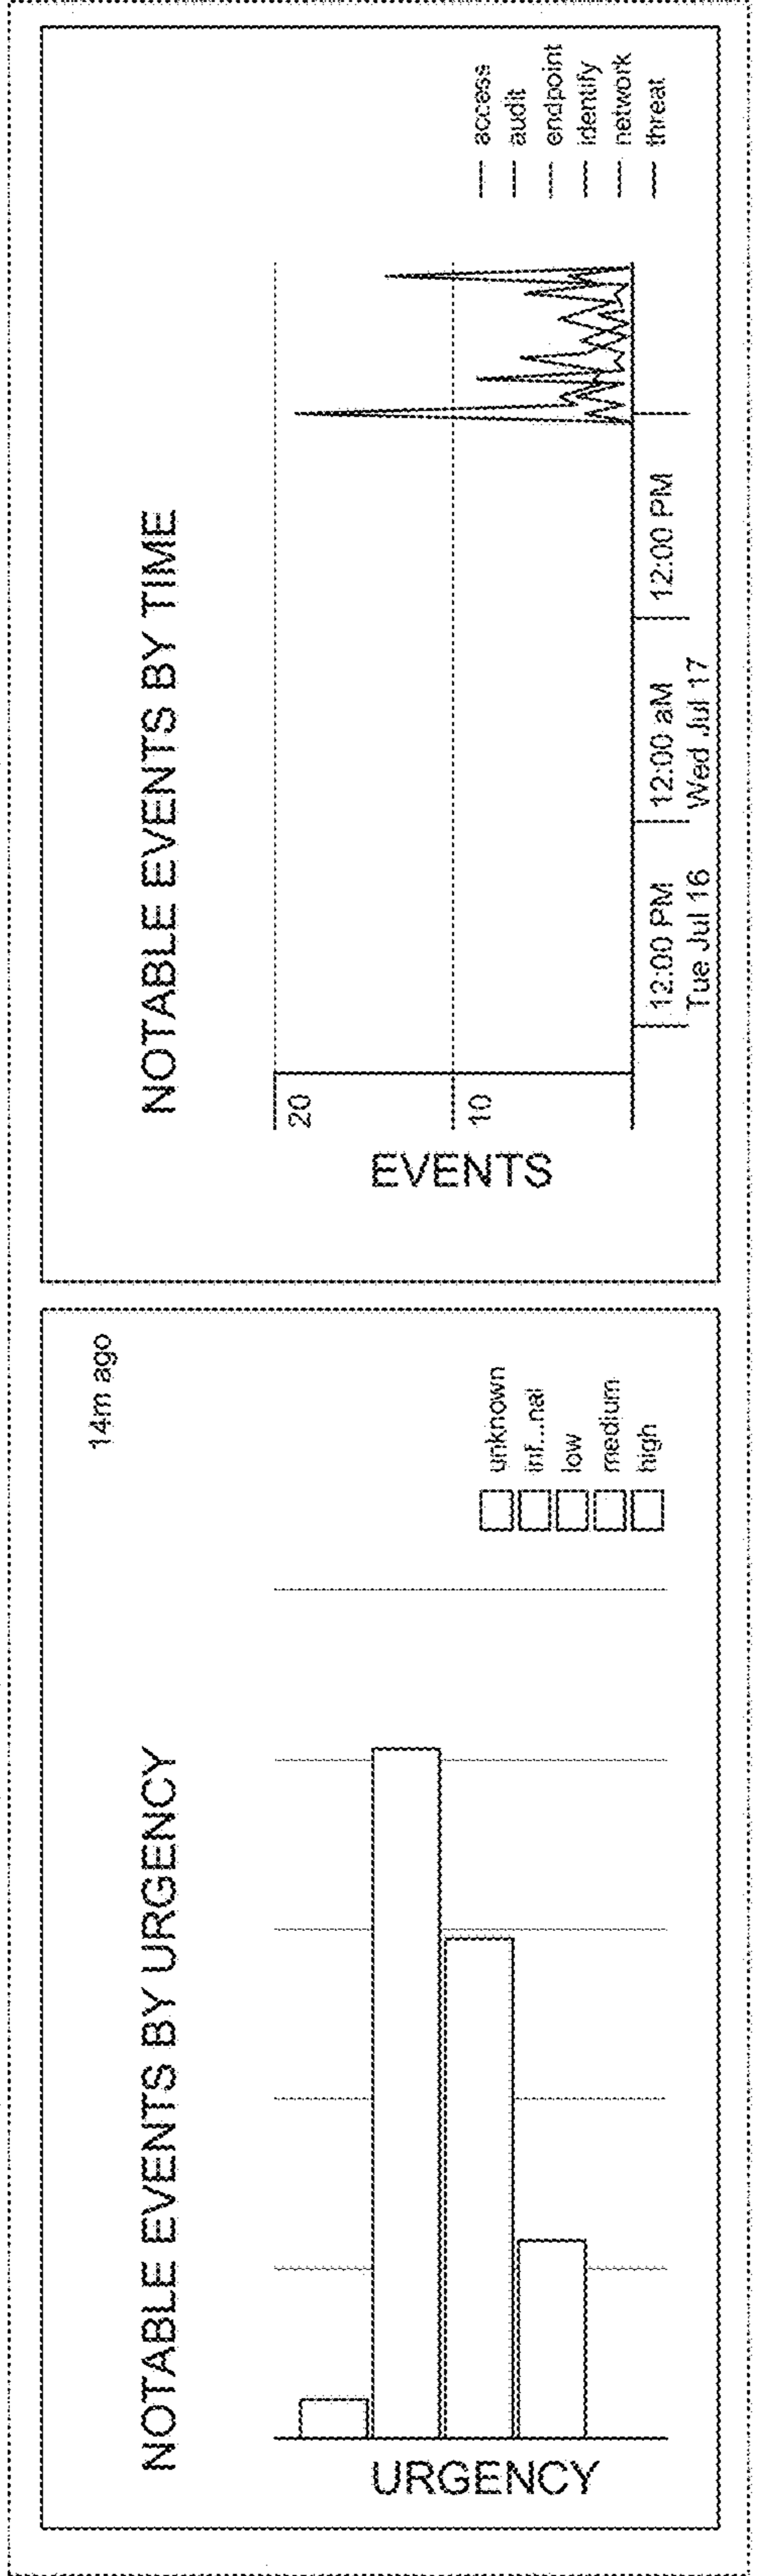 NOTABLE EVENTS BY URGENCY
14m ago
URGENCY
unknown
inf...nal
low
medium
high
NOTABLE EVENTS BY TIME
EVENTS
20
10
12:00 PM
Tue Jul 16
12:00 aM
Wed Jul 17
12:00 PM
access
audit
endpoint
identify
network
threat